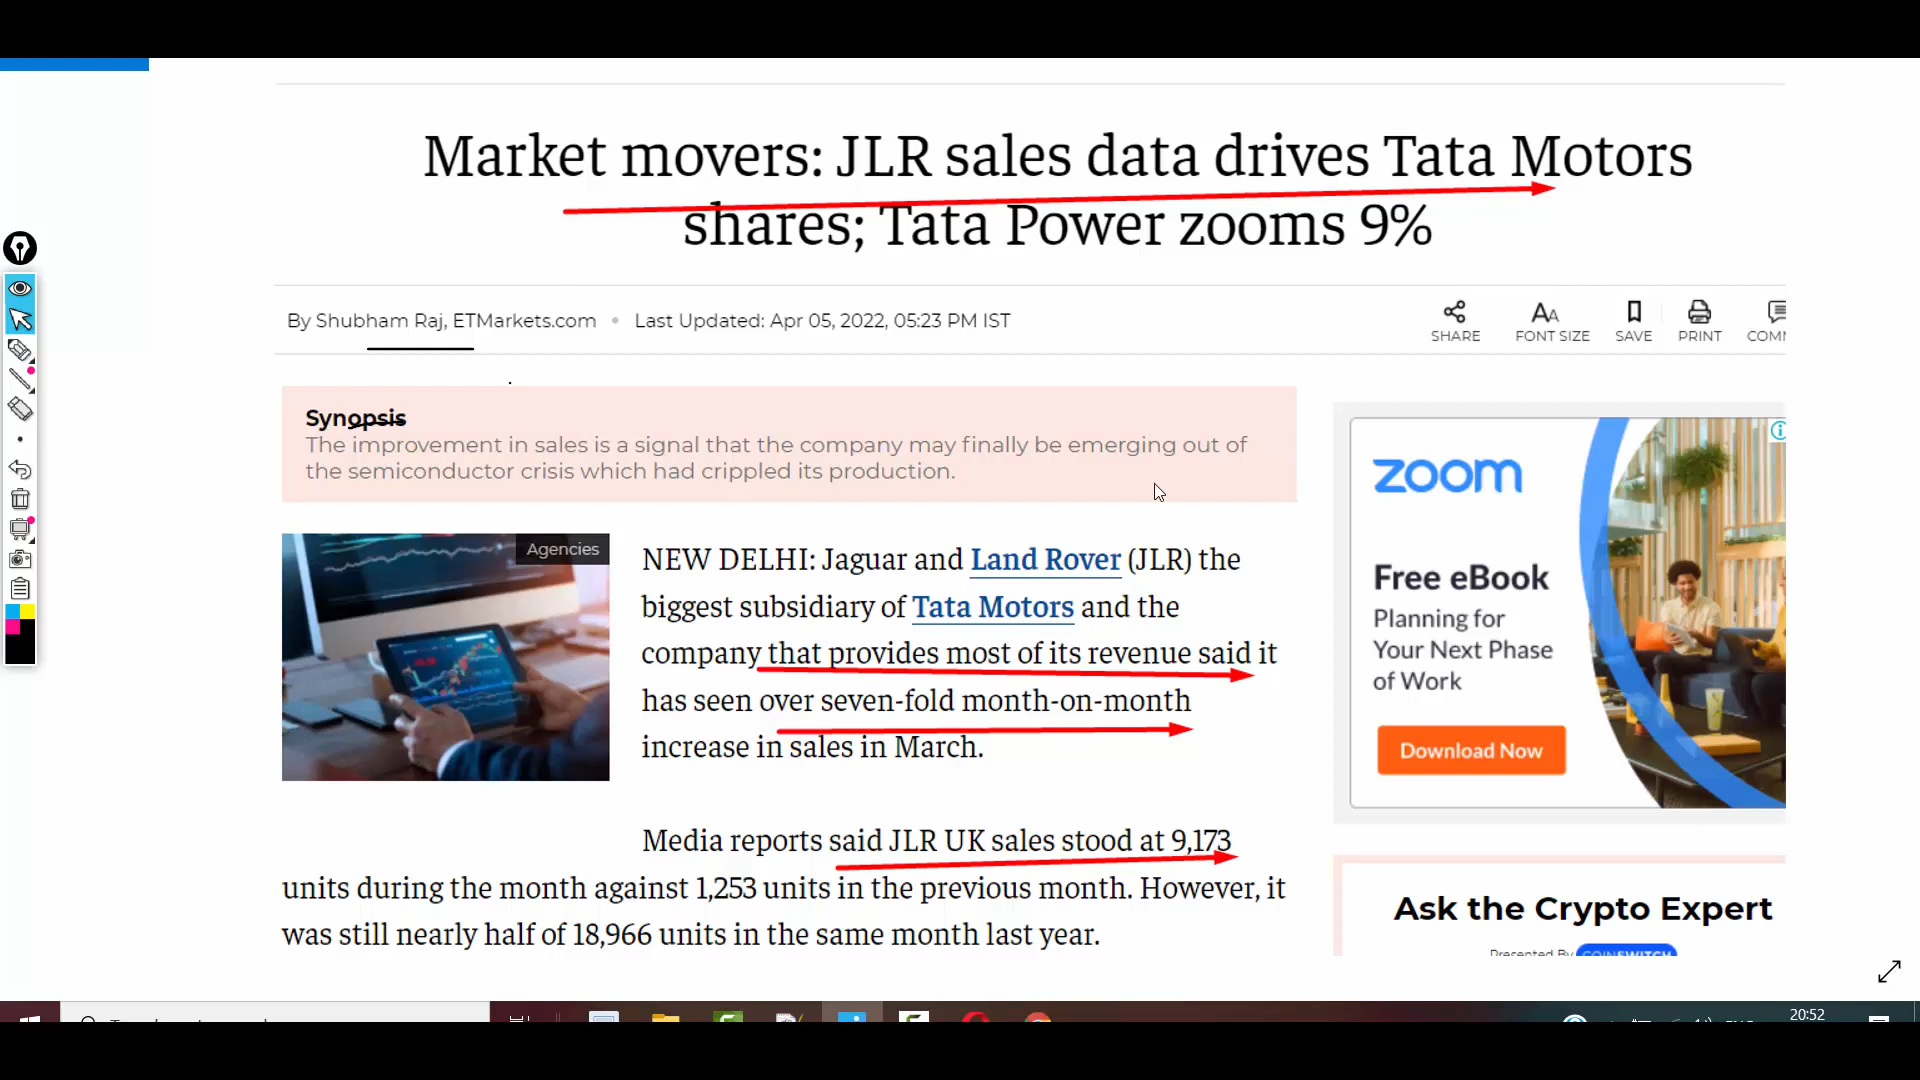 Market movers: JLR sales data drives Tata Motors
shares; Tata Power zooms 9%
By Shubham Raj, ETMarkets.com • Last Updated: Apr 05, 2022, 05:23 PM IST
SHARE
FONT SIZE
SAVE
PRINT
COMM
Synopsis
The improvement in sales is a signal that the company may finally be emerging out of
the semiconductor crisis which had crippled its production.
Agencies
NEW DELHI: Jaguar and Land Rover (JLR) the
biggest subsidiary of Tata Motors and the
company that provides most of its revenue said it
has seen over seven-fold month-on-month
increase in sales in March.
Media reports said JLR UK sales stood at 9,173
units during the month against 1,253 units in the previous month. However, it
was still nearly half of 18,966 units in the same month last year.
zoom
Free eBook
Planning for
Your Next Phase
of Work
Download Now
Ask the Crypto Expert
Presented By COINSWITCH
20:52